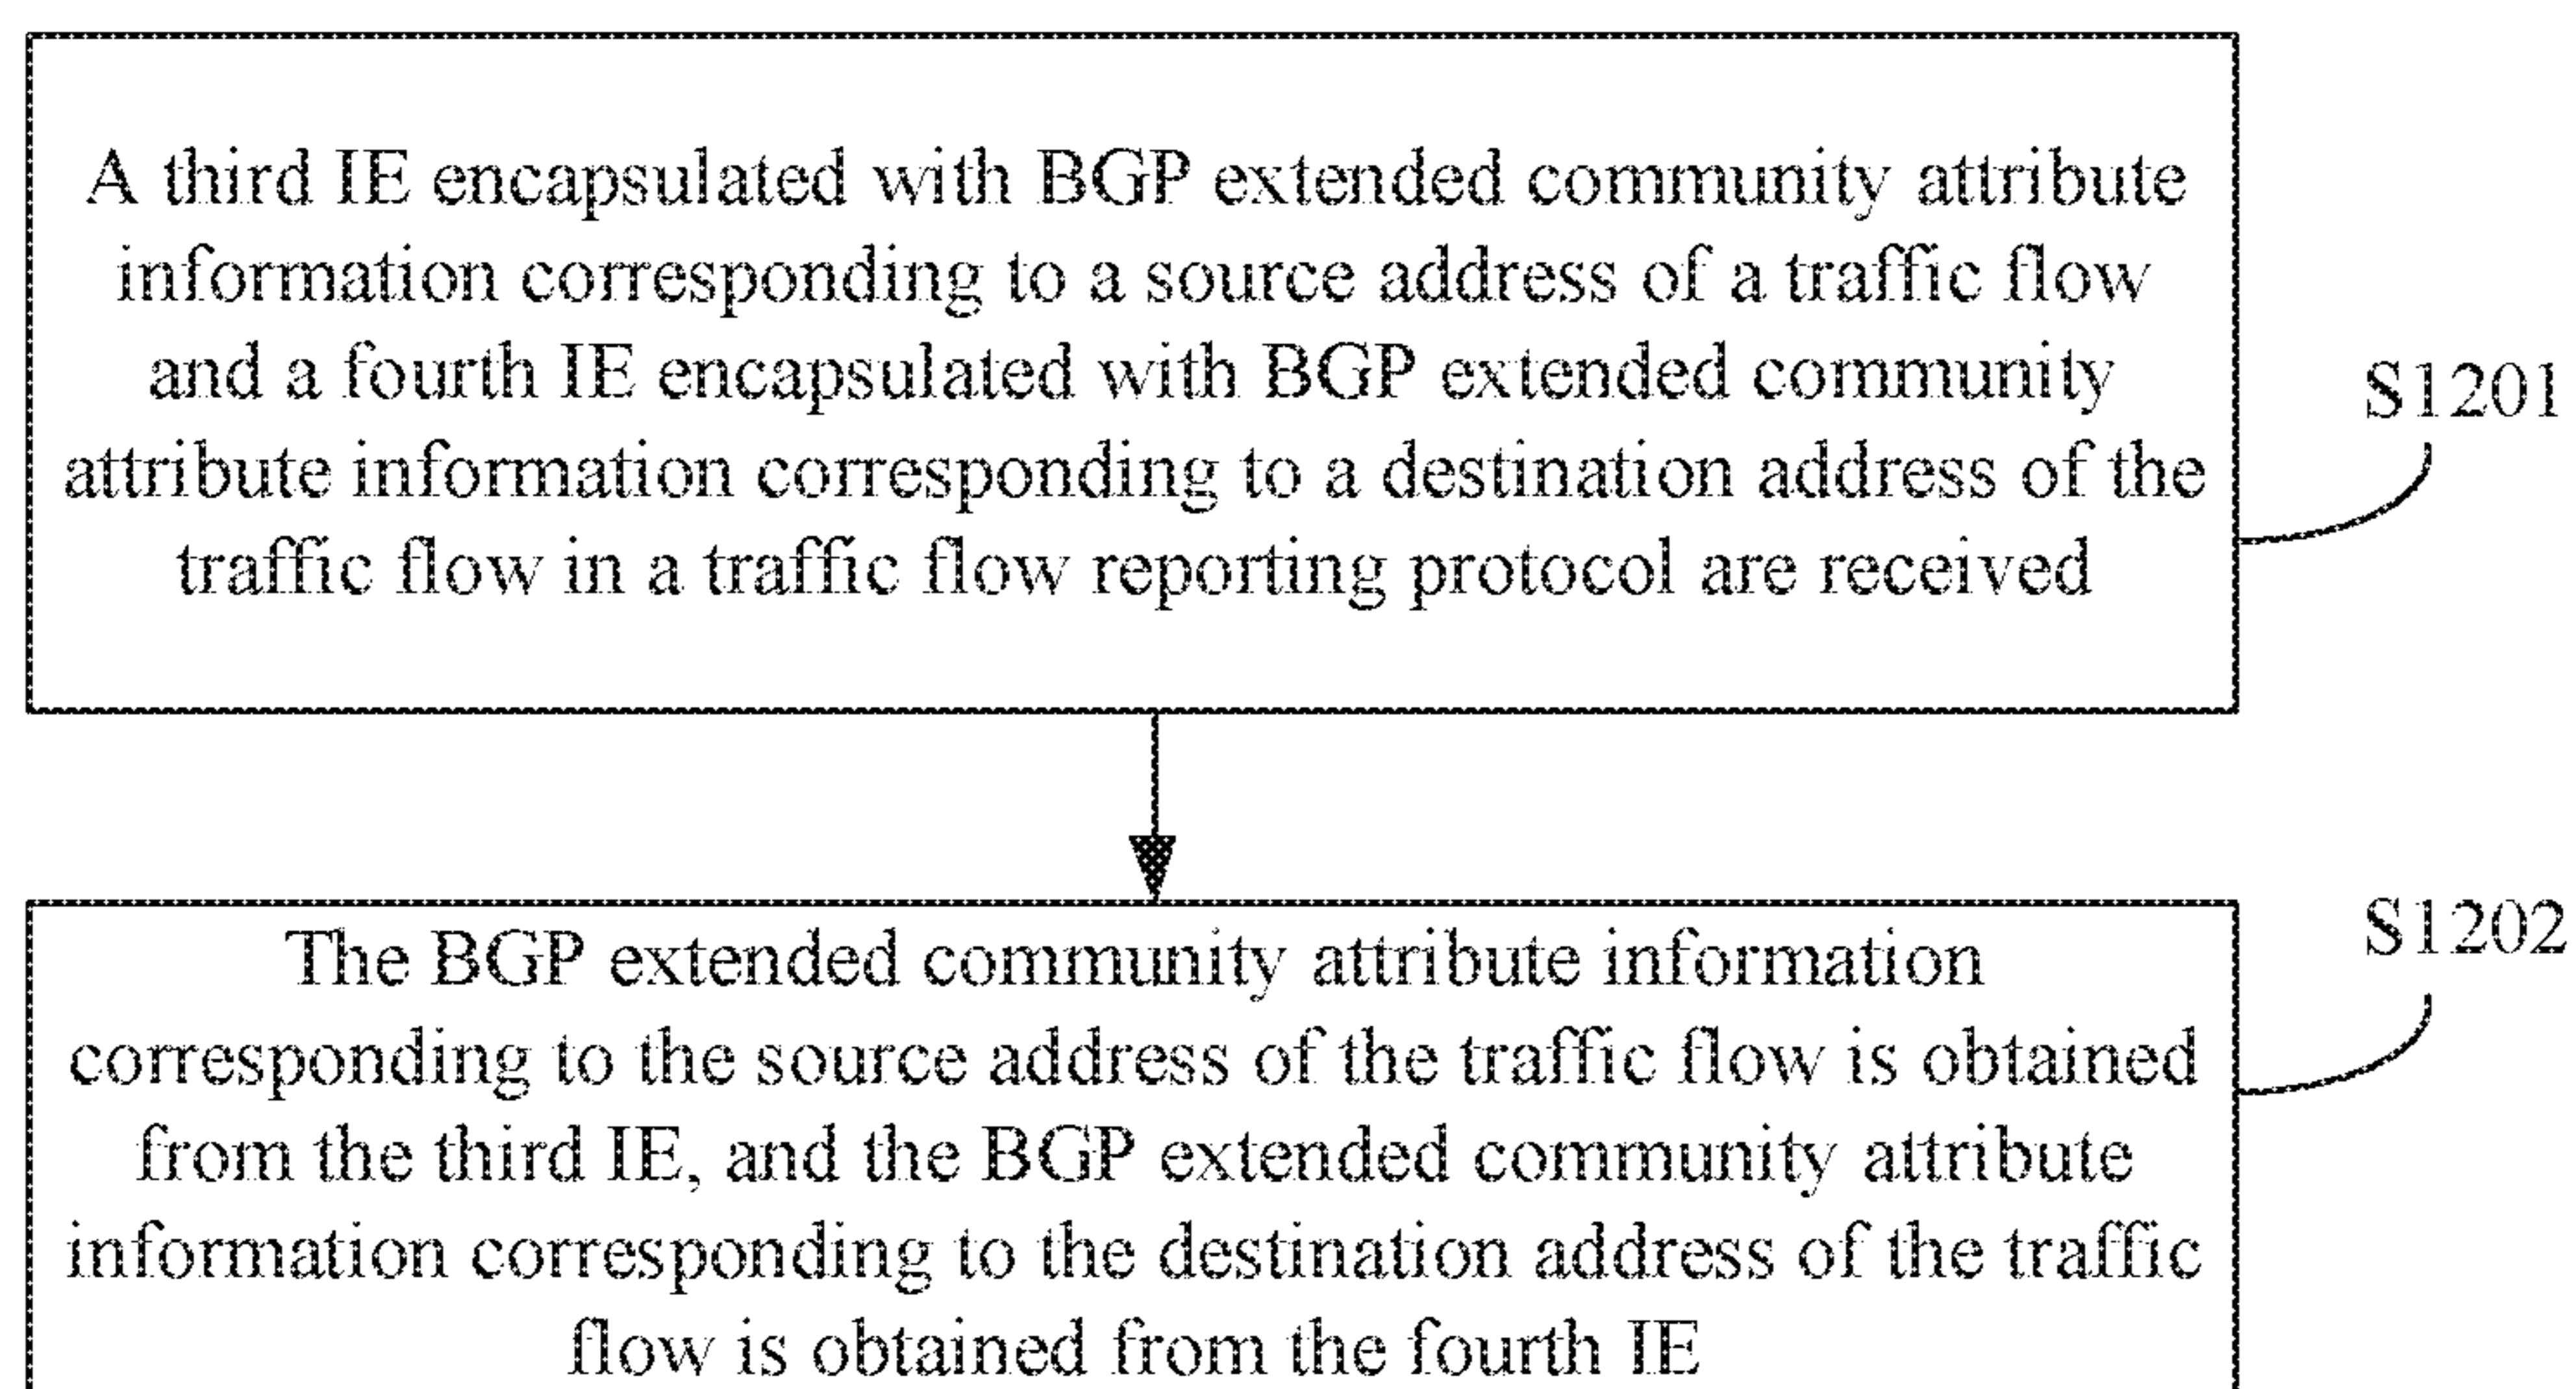 A third IE encapsulated with BGP extended community attribute
information corresponding to a source address of a traffic flow
and a fourth IE encapsulated with BGP extended community
attribute information corresponding to a destination address of the
traffic flow in a traffic flow reporting protocol are received
S1201
The BGP extended community attribute information
corresponding to the source address of the traffic flow is obtained
from the third IE, and the BGP extended community attribute
information corresponding to the destination address of the traffic
flow is obtained from the fourth IE
S1202